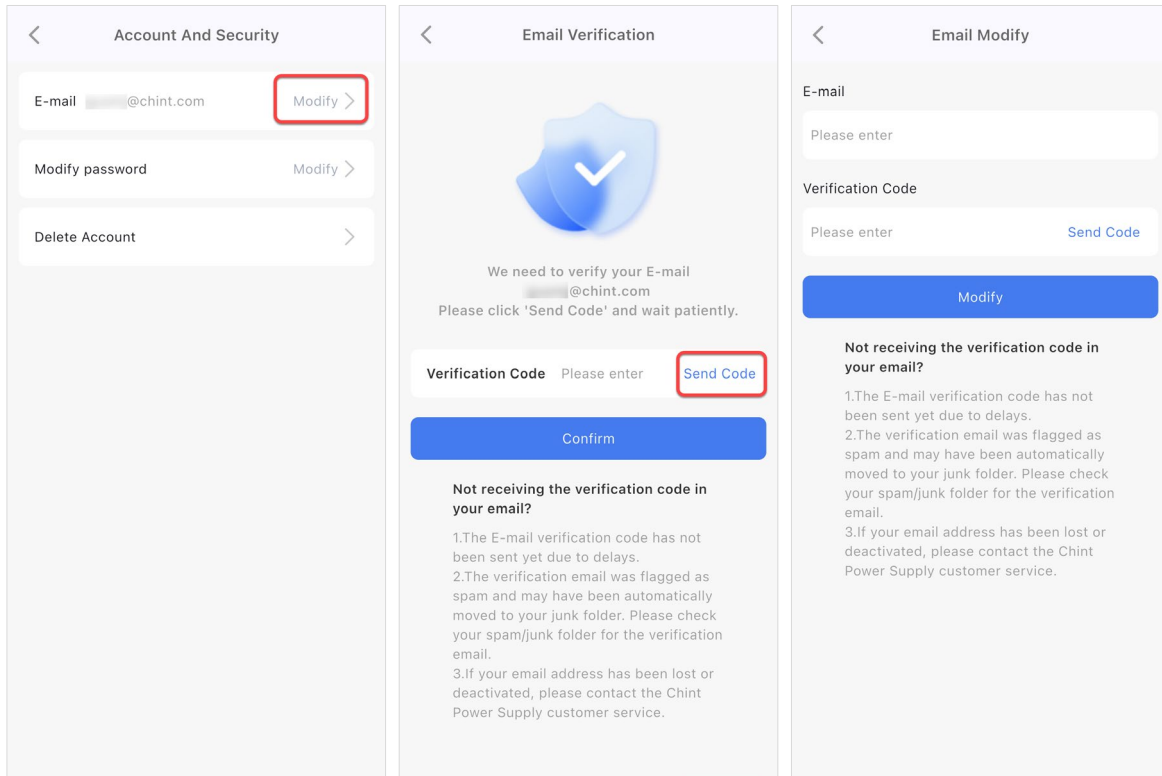 Account And Security
E-mail @chint.com Modify
Modify password Modify
Delete Account
Email Verification
We need to verify your E-mail
@chint.com
Please click 'Send Code' and wait patiently.
Verification Code Please enter Send Code
Confirm
Not receiving the verification code in
your email?
1.The E-mail verification code has not
been sent yet due to delays.
2.The verification email was flagged as
spam and may have been automatically
moved to your junk folder. Please check
your spam/junk folder for the verification
email.
3.If your email address has been lost or
deactivated, please contact the Chint
Power Supply customer service.
Email Modify
E-mail
Please enter
Verification Code
Please enter Send Code
Modify
Not receiving the verification code in
your email?
1.The E-mail verification code has not
been sent yet due to delays.
2.The verification email was flagged as
spam and may have been automatically
moved to your junk folder. Please check
your spam/junk folder for the verification
email.
3.If your email address has been lost or
deactivated, please contact the Chint
Power Supply customer service.